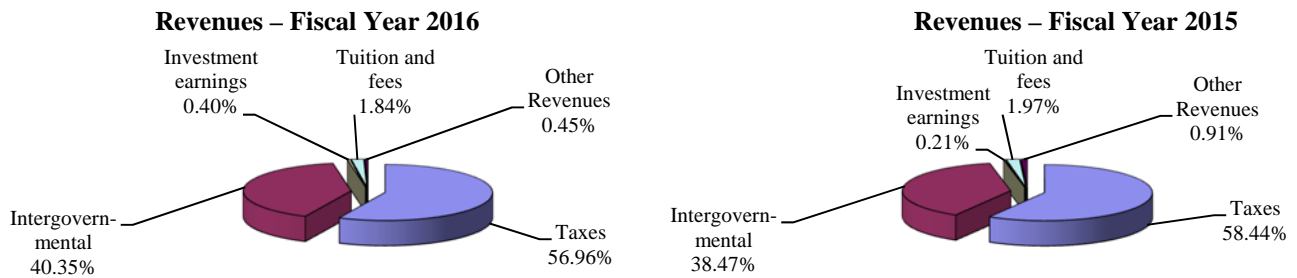 Revenues – Fiscal Year 2016
Investment
earnings
0.40%
Tuition and
fees
1.84%
Other
Revenues
0.45%
Intergovern-
mental
40.35%
Taxes
56.96%
Revenues – Fiscal Year 2015
Investment
earnings
0.21%
Tuition and
fees
1.97%
Other
Revenues
0.91%
Intergovern-
mental
38.47%
Taxes
58.44%